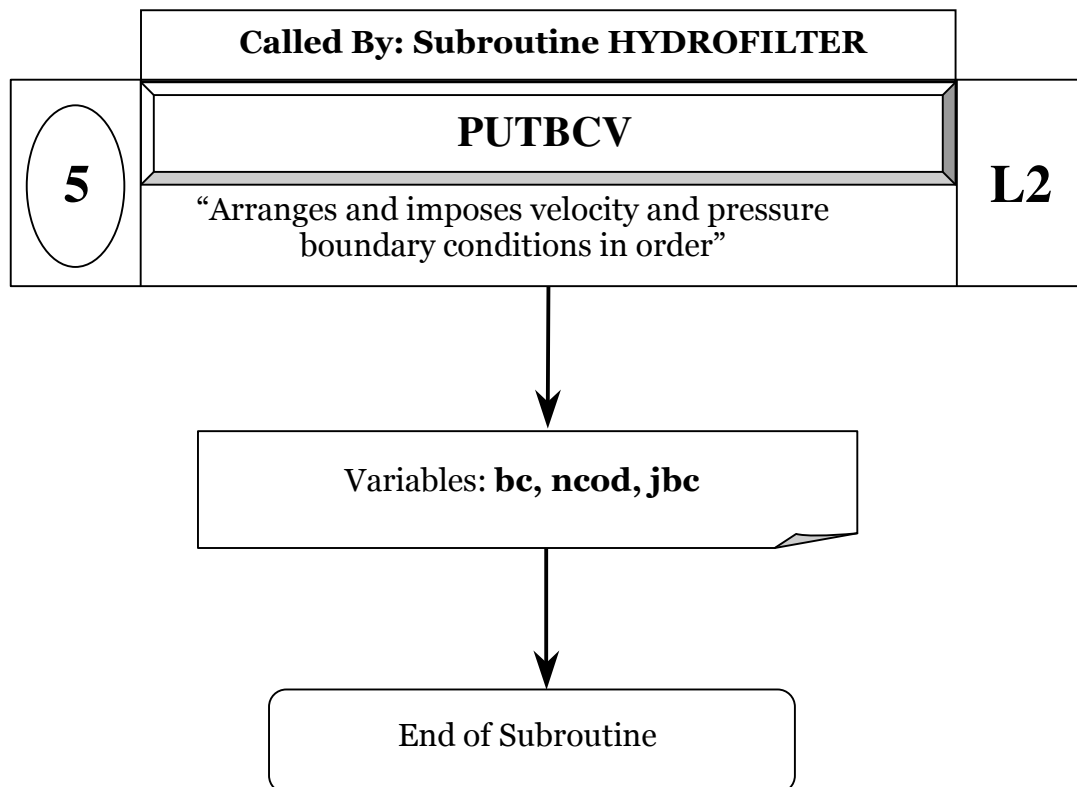 Called By: Subroutine HYDROFILTER
5
PUTBCV
L2
“Arranges and imposes velocity and pressure
boundary conditions in order”
Variables: bc, ncod, jbc
End of Subroutine